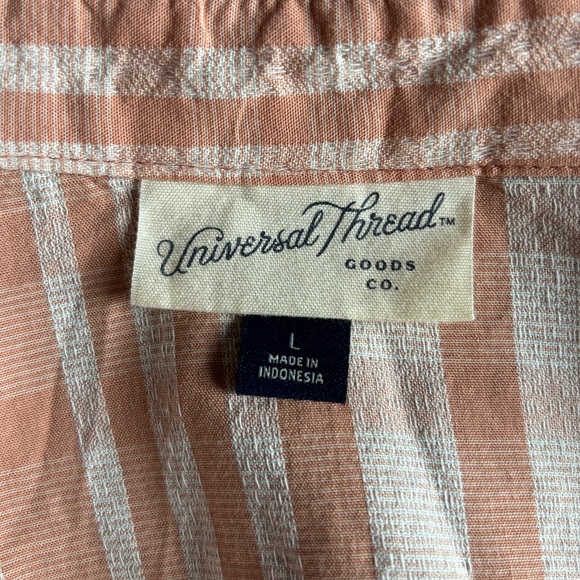 Universal Thread™
GOODS
CO.
L
MADE IN
INDONESIA